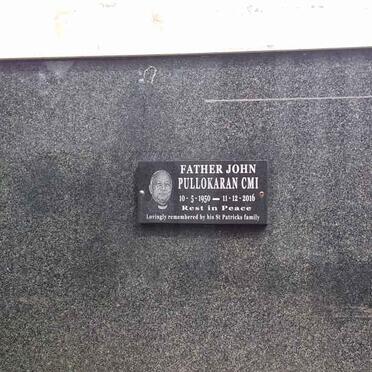 FATHER JOHN
PULLOKARAN CMI
10 - 5 - 1950 — 11 - 12 - 2016
Rest in Peace
Lovingly remembered by his St Patricks family